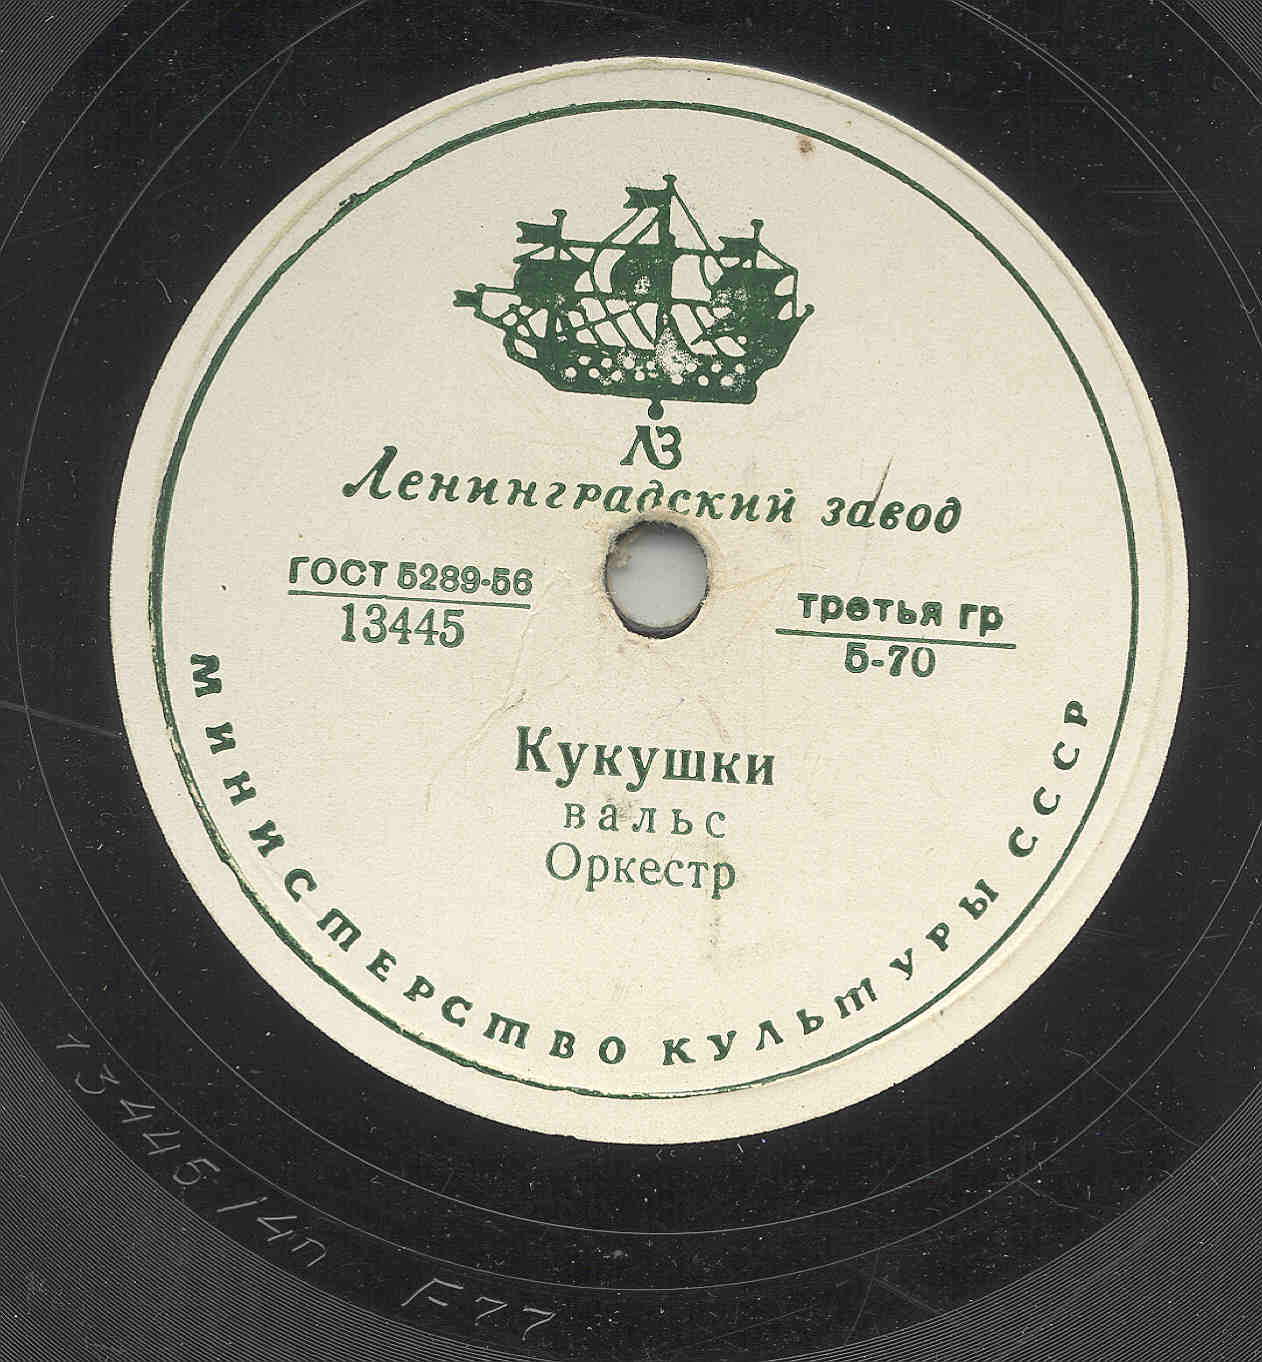 ЛЗ
Ленинградский завод
ГОСТ 5289-56
13445
третья гр
5-70
Кукушки
вальс
Оркестр
МИНИСТЕРСТВО КУЛЬТУРЫ СССР
13445/4п F-77